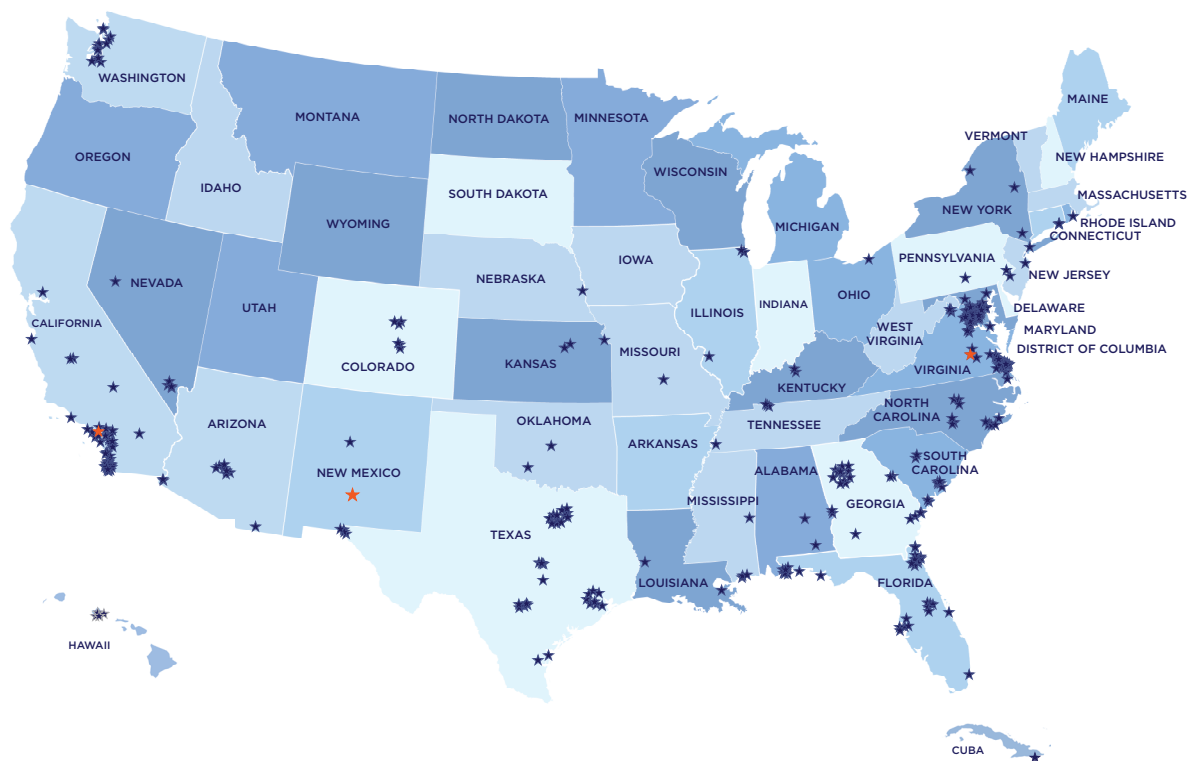 WASHINGTON
MONTANA
NORTH DAKOTA
MINNESOTA
MAINE
VERMONT
OREGON
IDAHO
SOUTH DAKOTA
WISCONSIN
NEW HAMPSHIRE
MASSACHUSETTS
WYOMING
MICHIGAN
NEW YORK
RHODE ISLAND
CONNECTICUT
NEVADA
NEBRASKA
IOWA
PENNSYLVANIA
NEW JERSEY
UTAH
ILLINOIS
INDIANA
OHIO
DELAWARE
CALIFORNIA
WEST
VIRGINIA
MARYLAND
DISTRICT OF COLUMBIA
COLORADO
KANSAS
MISSOURI
KENTUCKY
VIRGINIA
ARIZONA
OKLAHOMA
TENNESSEE
NORTH
CAROLINA
NEW MEXICO
ARKANSAS
SOUTH
CAROLINA
ALABAMA
MISSISSIPPI
GEORGIA
TEXAS
LOUISIANA
FLORIDA
HAWAII
CUBA